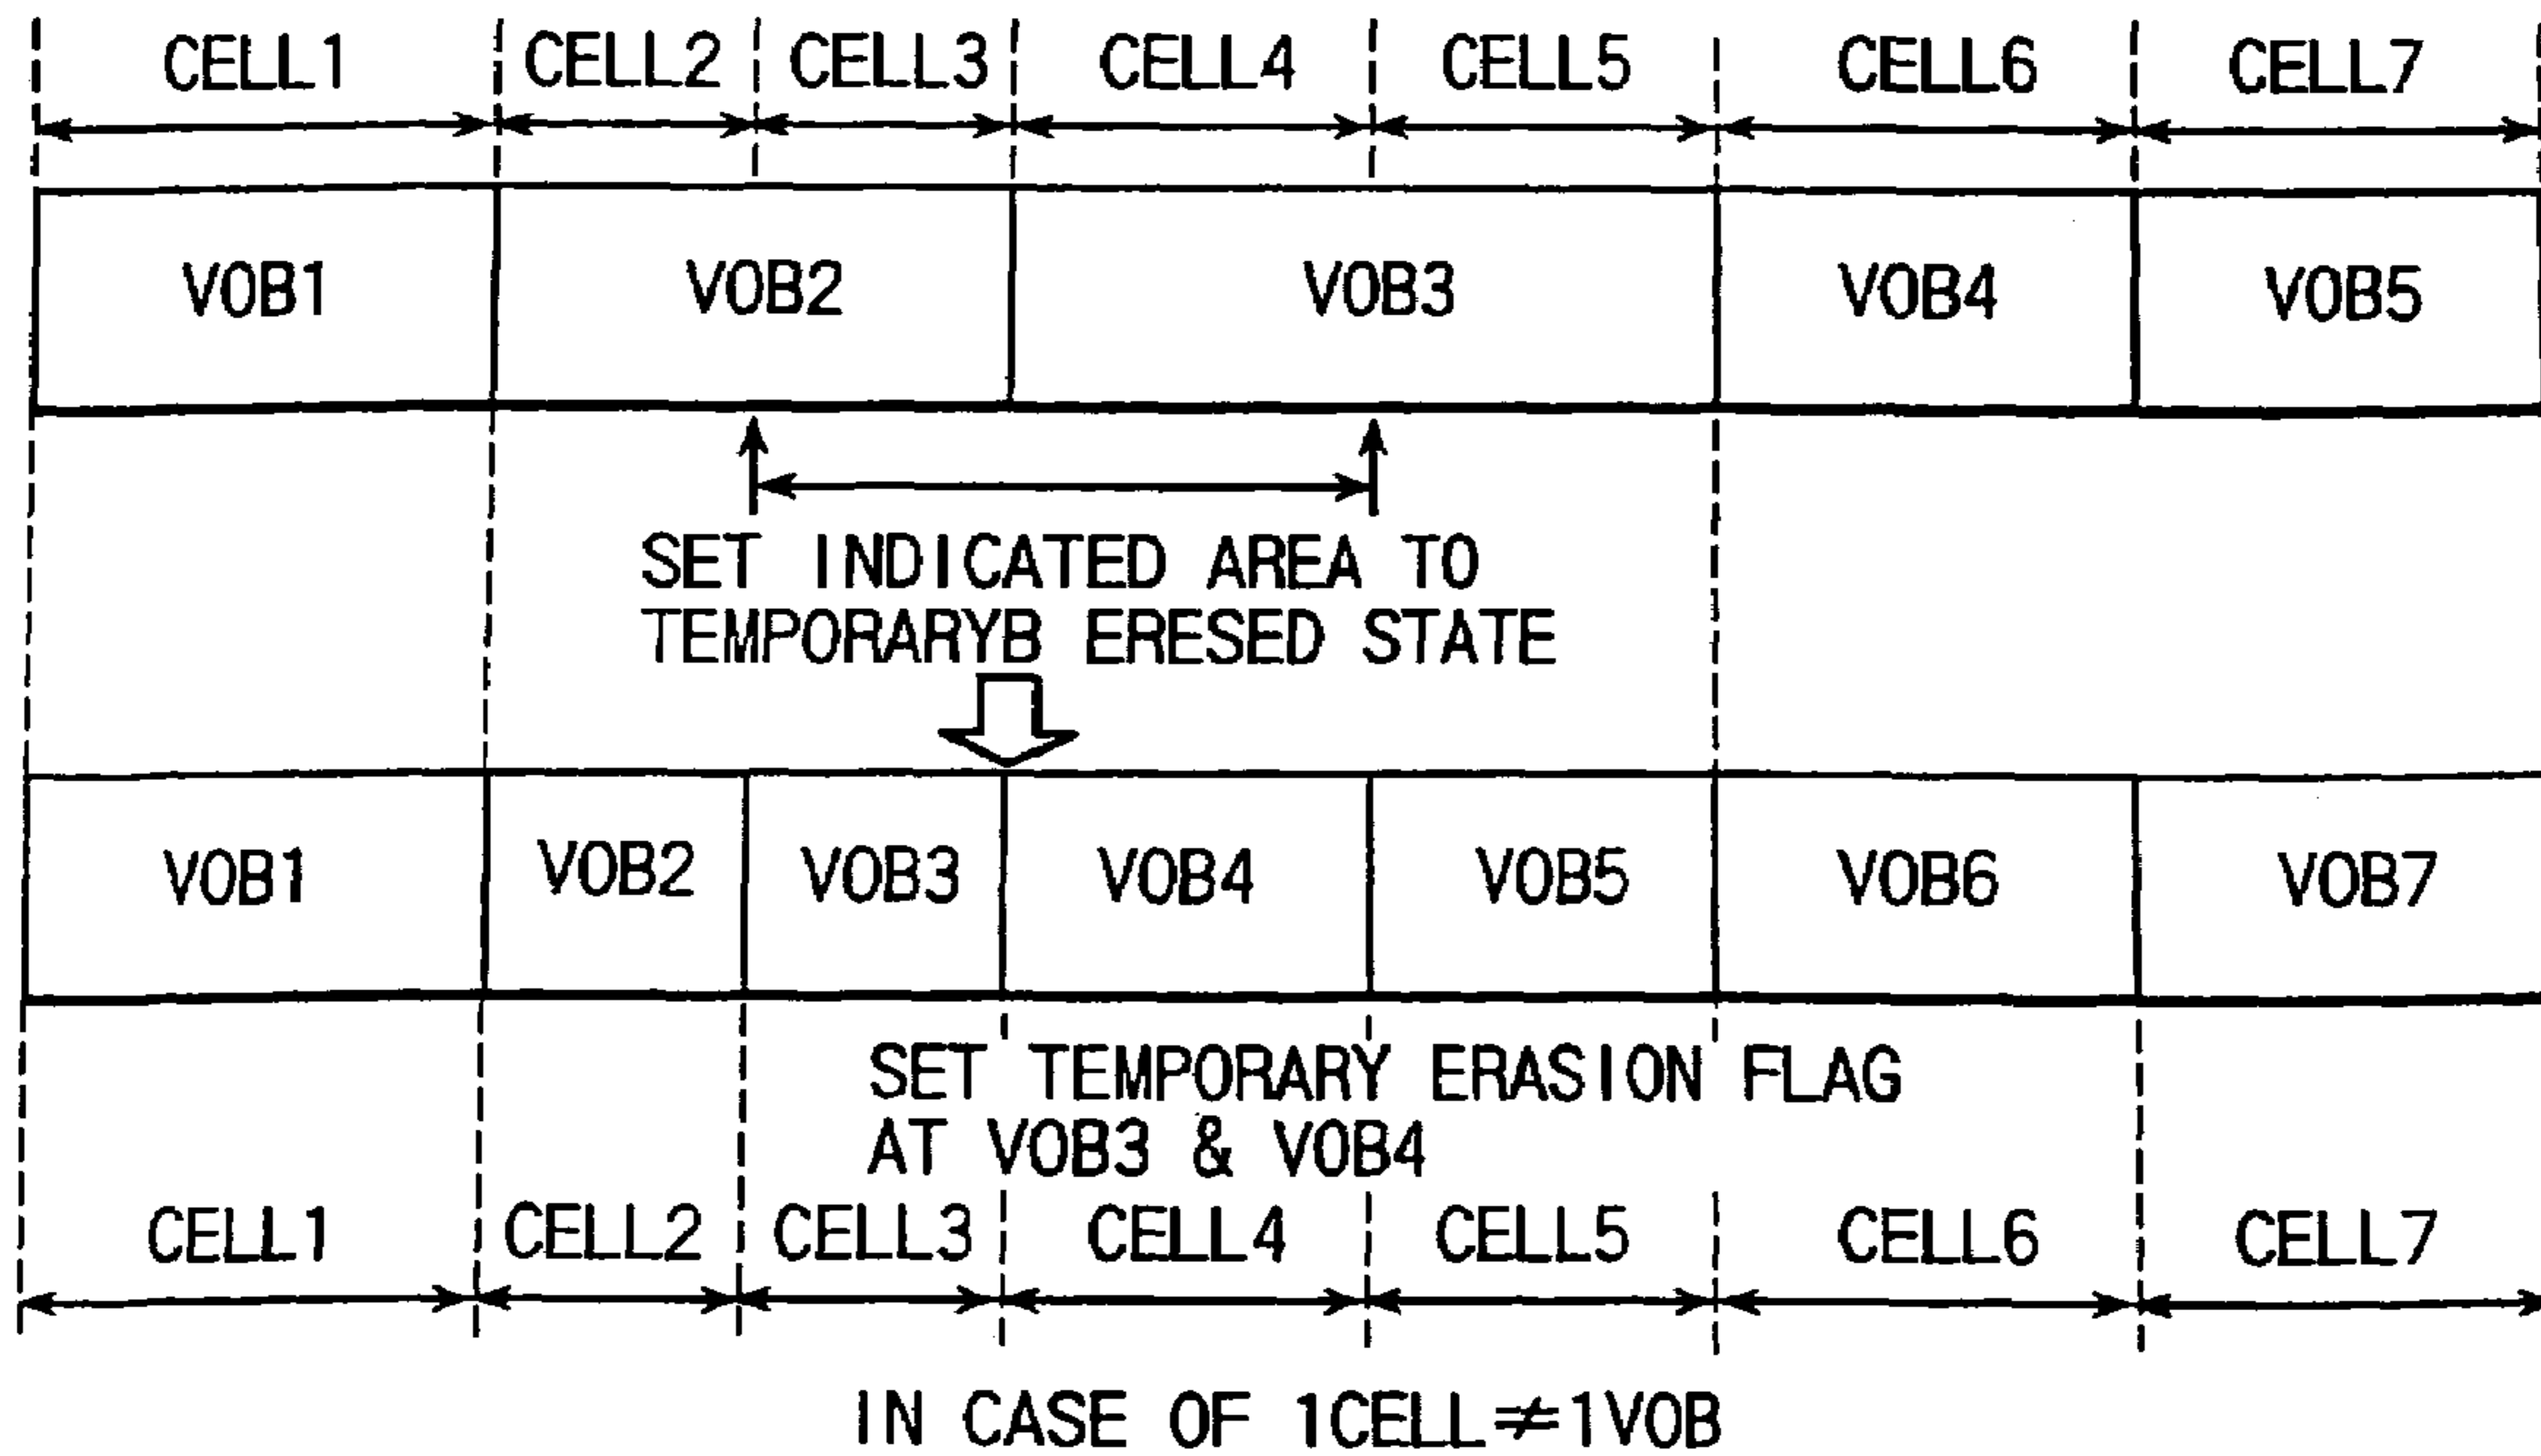 CELL1 CELL2 CELL3 CELL4 CELL5 CELL6 CELL7
VOB1 VOB2 VOB3 VOB4 VOB5
SET INDICATED AREA TO
TEMPORARYB ERESED STATE
VOB1 VOB2 VOB3 VOB4 VOB5 VOB6 VOB7
SET TEMPORARY ERASION FLAG
AT VOB3 & VOB4
CELL1 CELL2 CELL3 CELL4 CELL5 CELL6 CELL7
IN CASE OF 1CELL≠1VOB